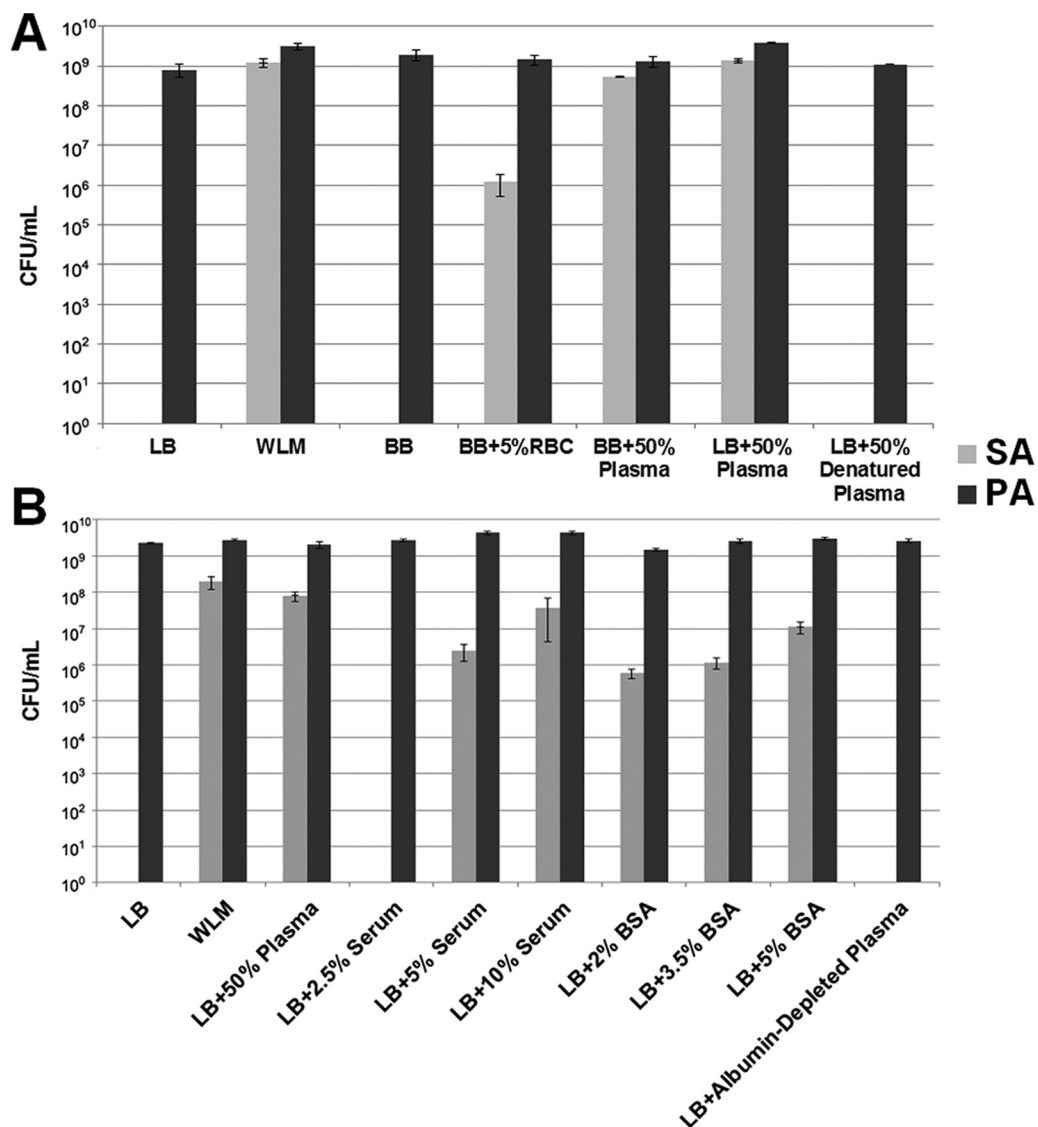 A
10^10
10^9
10^8
10^7
10^6
10^5
10^4
10^3
10^2
10^1
10^0
CFU/mL
LB
WLM
BB
BB+5%RBC
BB+50%
Plasma
LB+50%
Plasma
LB+50%
Denatured
Plasma
SA
PA
B
10^10
10^9
10^8
10^7
10^6
10^5
10^4
10^3
10^2
10^1
10^0
CFU/mL
LB
WLM
LB+50% Plasma
LB+2.5% Serum
LB+5% Serum
LB+10% Serum
LB+2% BSA
LB+3.5% BSA
LB+5% BSA
LB+Albumin-Depleted Plasma